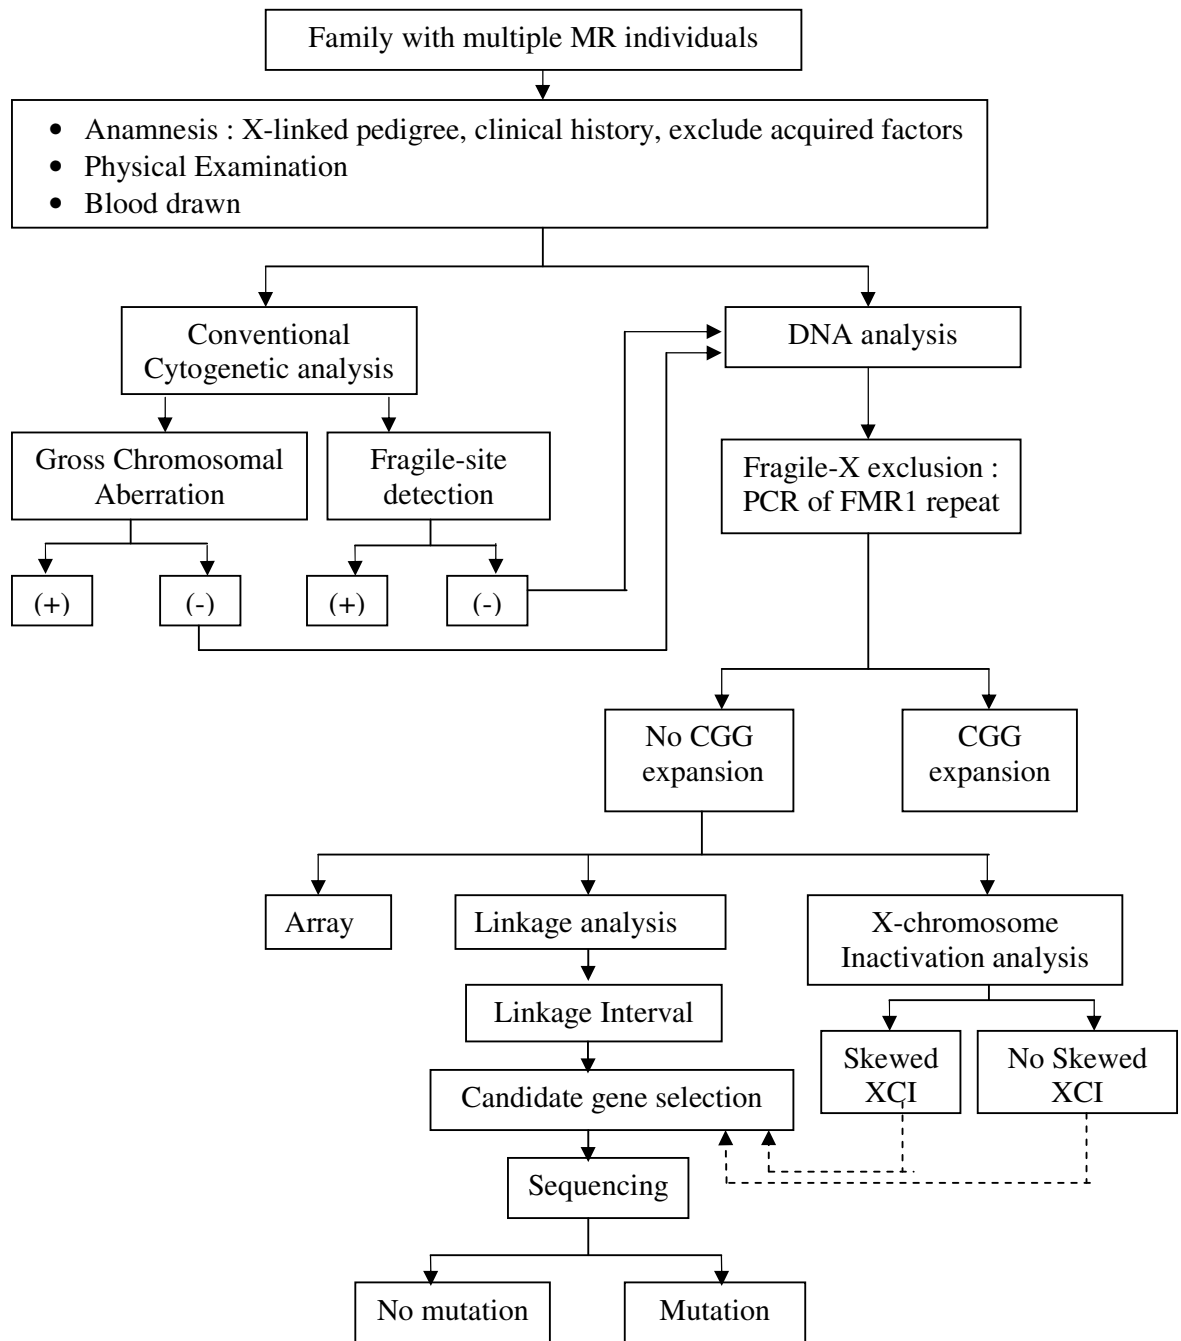 Family with multiple MR individuals
• Anamnesis : X-linked pedigree, clinical history, exclude acquired factors
• Physical Examination
• Blood drawn
Conventional
Cytogenetic analysis
DNA analysis
Gross Chromosomal
Aberration
Fragile-site
detection
Fragile-X exclusion :
PCR of FMR1 repeat
(+)
(-)
(+)
(-)
No CGG
expansion
CGG
expansion
Array
Linkage analysis
X-chromosome
Inactivation analysis
Linkage Interval
Skewed
XCI
No Skewed
XCI
Candidate gene selection
Sequencing
No mutation
Mutation